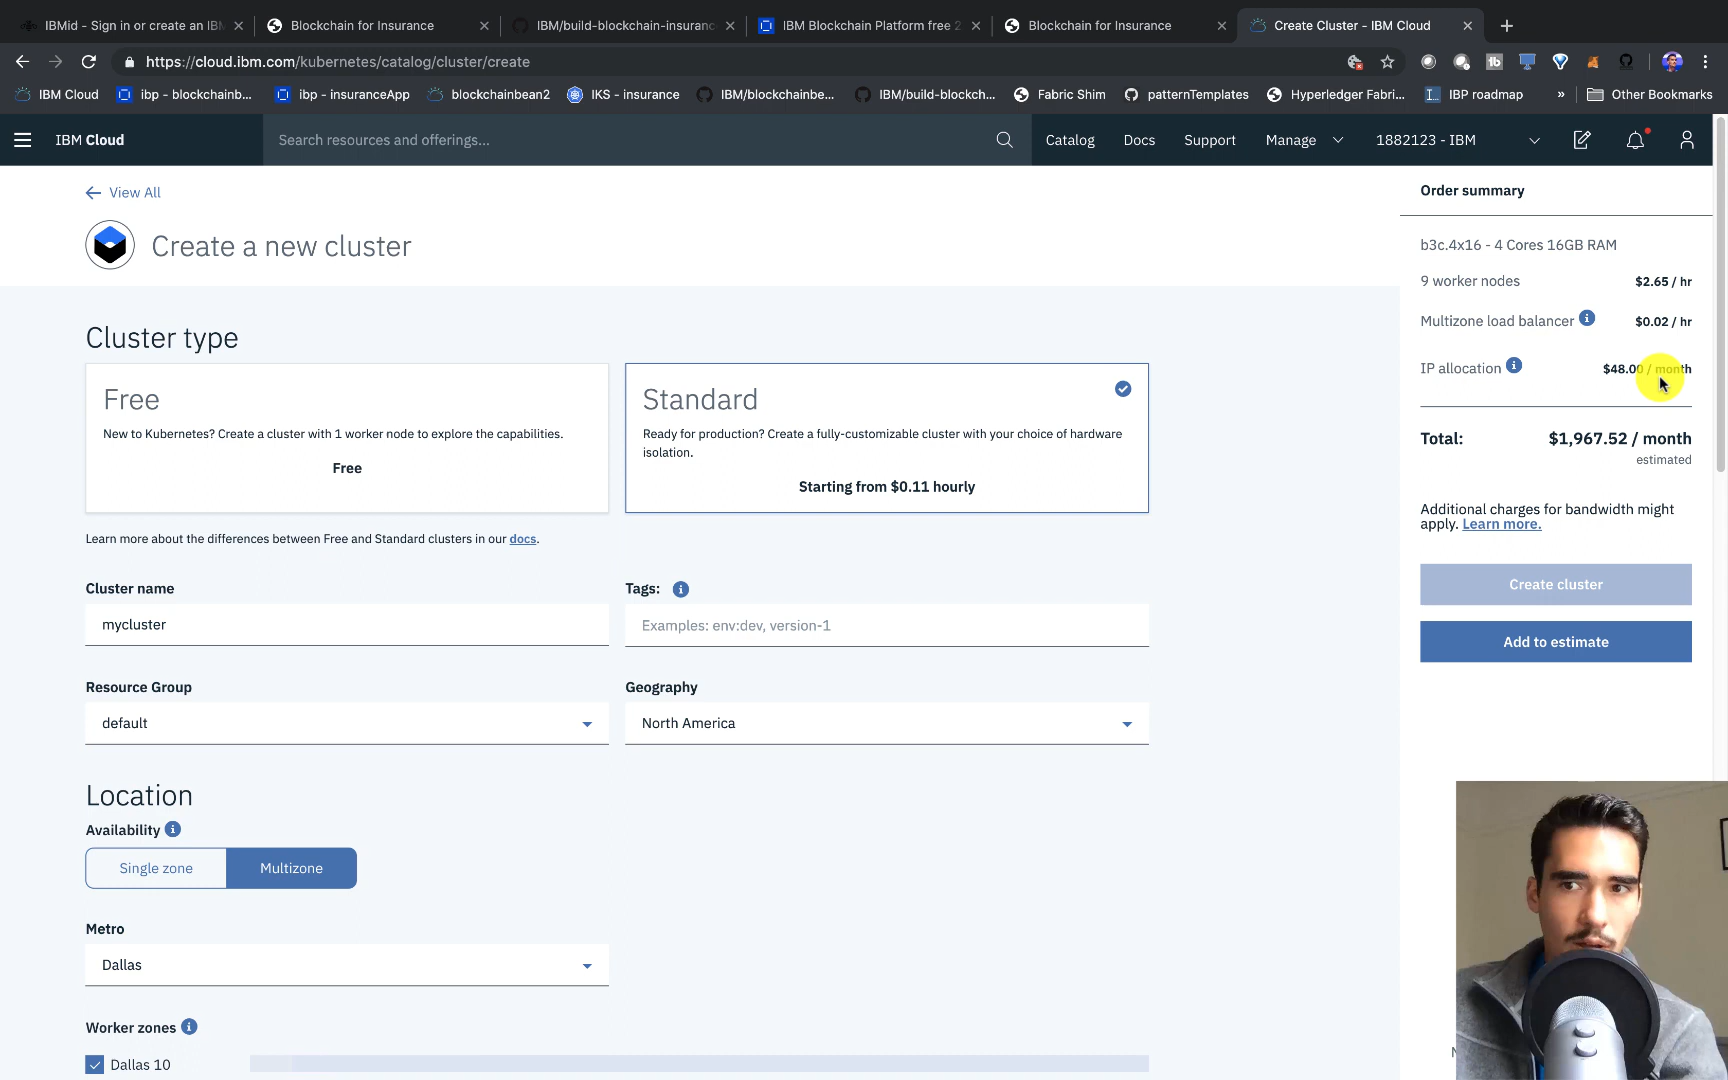 IBMid - Sign in or create an IBM
Blockchain for Insurance
IBM/build-blockchain-insuranc
IBM Blockchain Platform free 2
Blockchain for Insurance
Create Cluster - IBM Cloud
https://cloud.ibm.com/kubernetes/catalog/cluster/create
IBM Cloud
ibp - blockchainb...
ibp - insuranceApp
blockchainbean2
IKS - insurance
IBM/blockchainbe...
IBM/build-blockch...
Fabric Shim
patternTemplates
Hyperledger Fabri...
IBP roadmap
»
Other Bookmarks
IBM Cloud
Search resources and offerings...
Catalog
Docs
Support
Manage
1882123 - IBM
View All
Create a new cluster
Cluster type
Free
New to Kubernetes? Create a cluster with 1 worker node to explore the capabilities.
Free
Standard
Ready for production? Create a fully-customizable cluster with your choice of hardware
isolation.
Starting from $0.11 hourly
Learn more about the differences between Free and Standard clusters in our docs.
Cluster name
mycluster
Tags:
Examples: env:dev, version-1
Resource Group
default
Geography
North America
Location
Availability
Single zone
Multizone
Metro
Dallas
Worker zones
Dallas 10
Order summary
b3c.4x16 - 4 Cores 16GB RAM
9 worker nodes $2.65 / hr
Multizone load balancer $0.02 / hr
IP allocation $48.00 / month
Total: $1,967.52 / month
estimated
Additional charges for bandwidth might
apply. Learn more.
Create cluster
Add to estimate